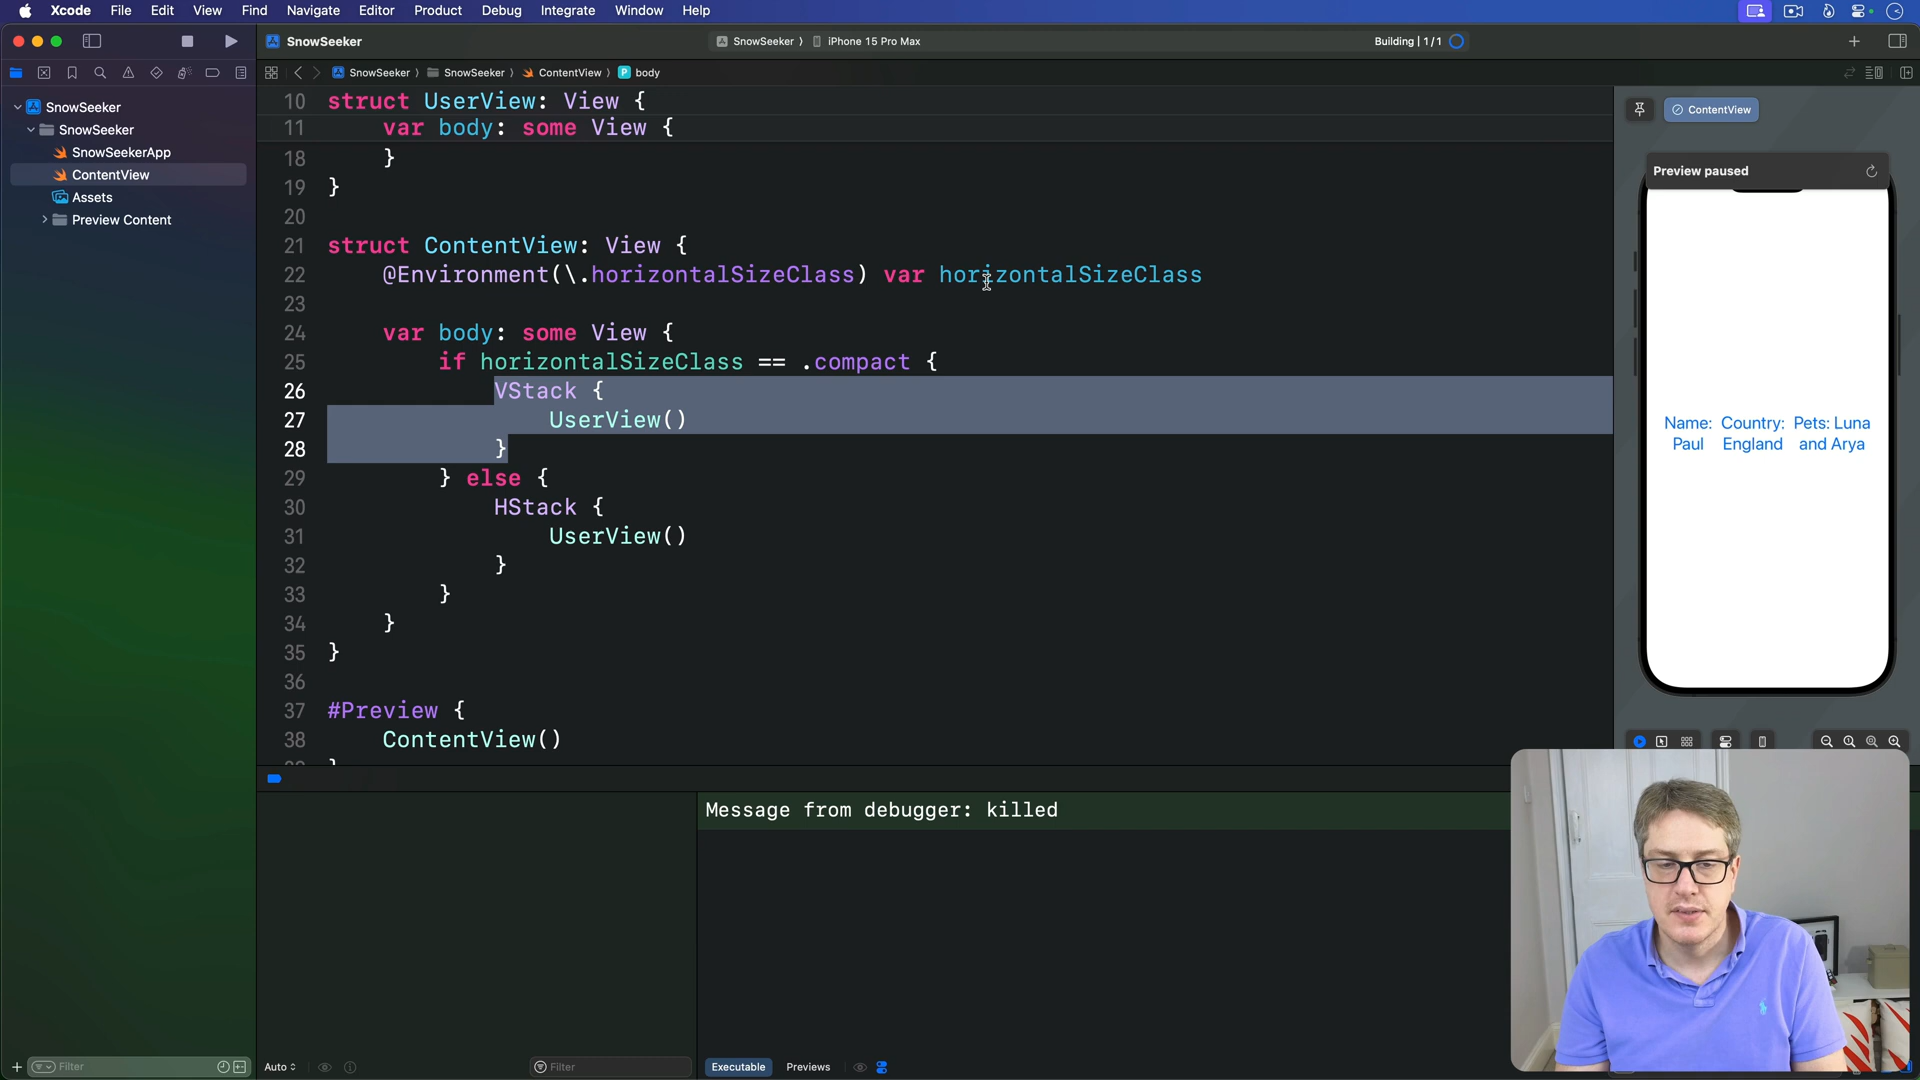 Xcode File Edit View Find Navigate Editor Product Debug Integrate Window Help
SnowSeeker
SnowSeeker iPhone 15 Pro Max
Building | 1/1
SnowSeeker SnowSeeker ContentView P body
SnowSeeker
SnowSeeker
SnowSeekerApp
ContentView
Assets
Preview Content
10 struct UserView: View {
11 var body: some View {
18 }
19 }
20
21 struct ContentView: View {
22 @Environment(\.horizontalSizeClass) var horizontalSizeClass
23
24 var body: some View {
25 if horizontalSizeClass == .compact {
26 VStack {
27 UserView()
28 }
29 } else {
30 HStack {
31 UserView()
32 }
33 }
34 }
35 }
36
37 #Preview {
38 ContentView()
ContentView
Preview paused
Name: Country: Pets: Luna
Paul England and Arya
Message from debugger: killed
Filter
Auto
Filter
Executable Previews